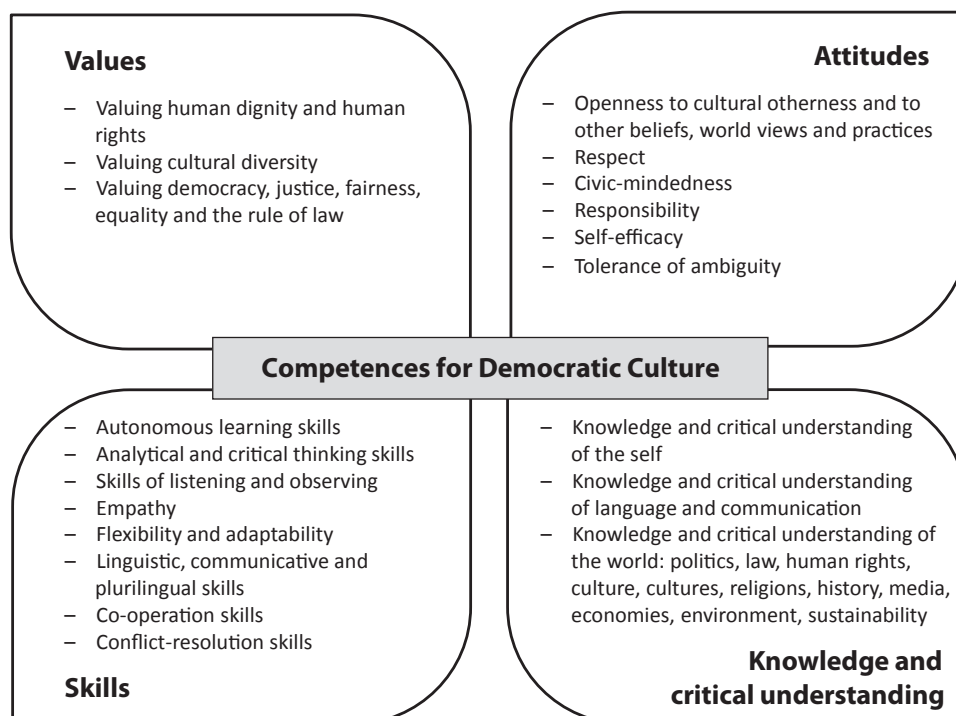 Values
– Valuing human dignity and human
rights
– Valuing cultural diversity
– Valuing democracy, justice, fairness,
equality and the rule of law
Attitudes
– Openness to cultural otherness and to
other beliefs, world views and practices
– Respect
– Civic-mindedness
– Responsibility
– Self-efficacy
– Tolerance of ambiguity
Competences for Democratic Culture
– Autonomous learning skills
– Analytical and critical thinking skills
– Skills of listening and observing
– Empathy
– Flexibility and adaptability
– Linguistic, communicative and
plurilingual skills
– Co-operation skills
– Conflict-resolution skills
Skills
– Knowledge and critical understanding
of the self
– Knowledge and critical understanding
of language and communication
– Knowledge and critical understanding of
the world: politics, law, human rights,
culture, cultures, religions, history, media,
economies, environment, sustainability
Knowledge and
critical understanding